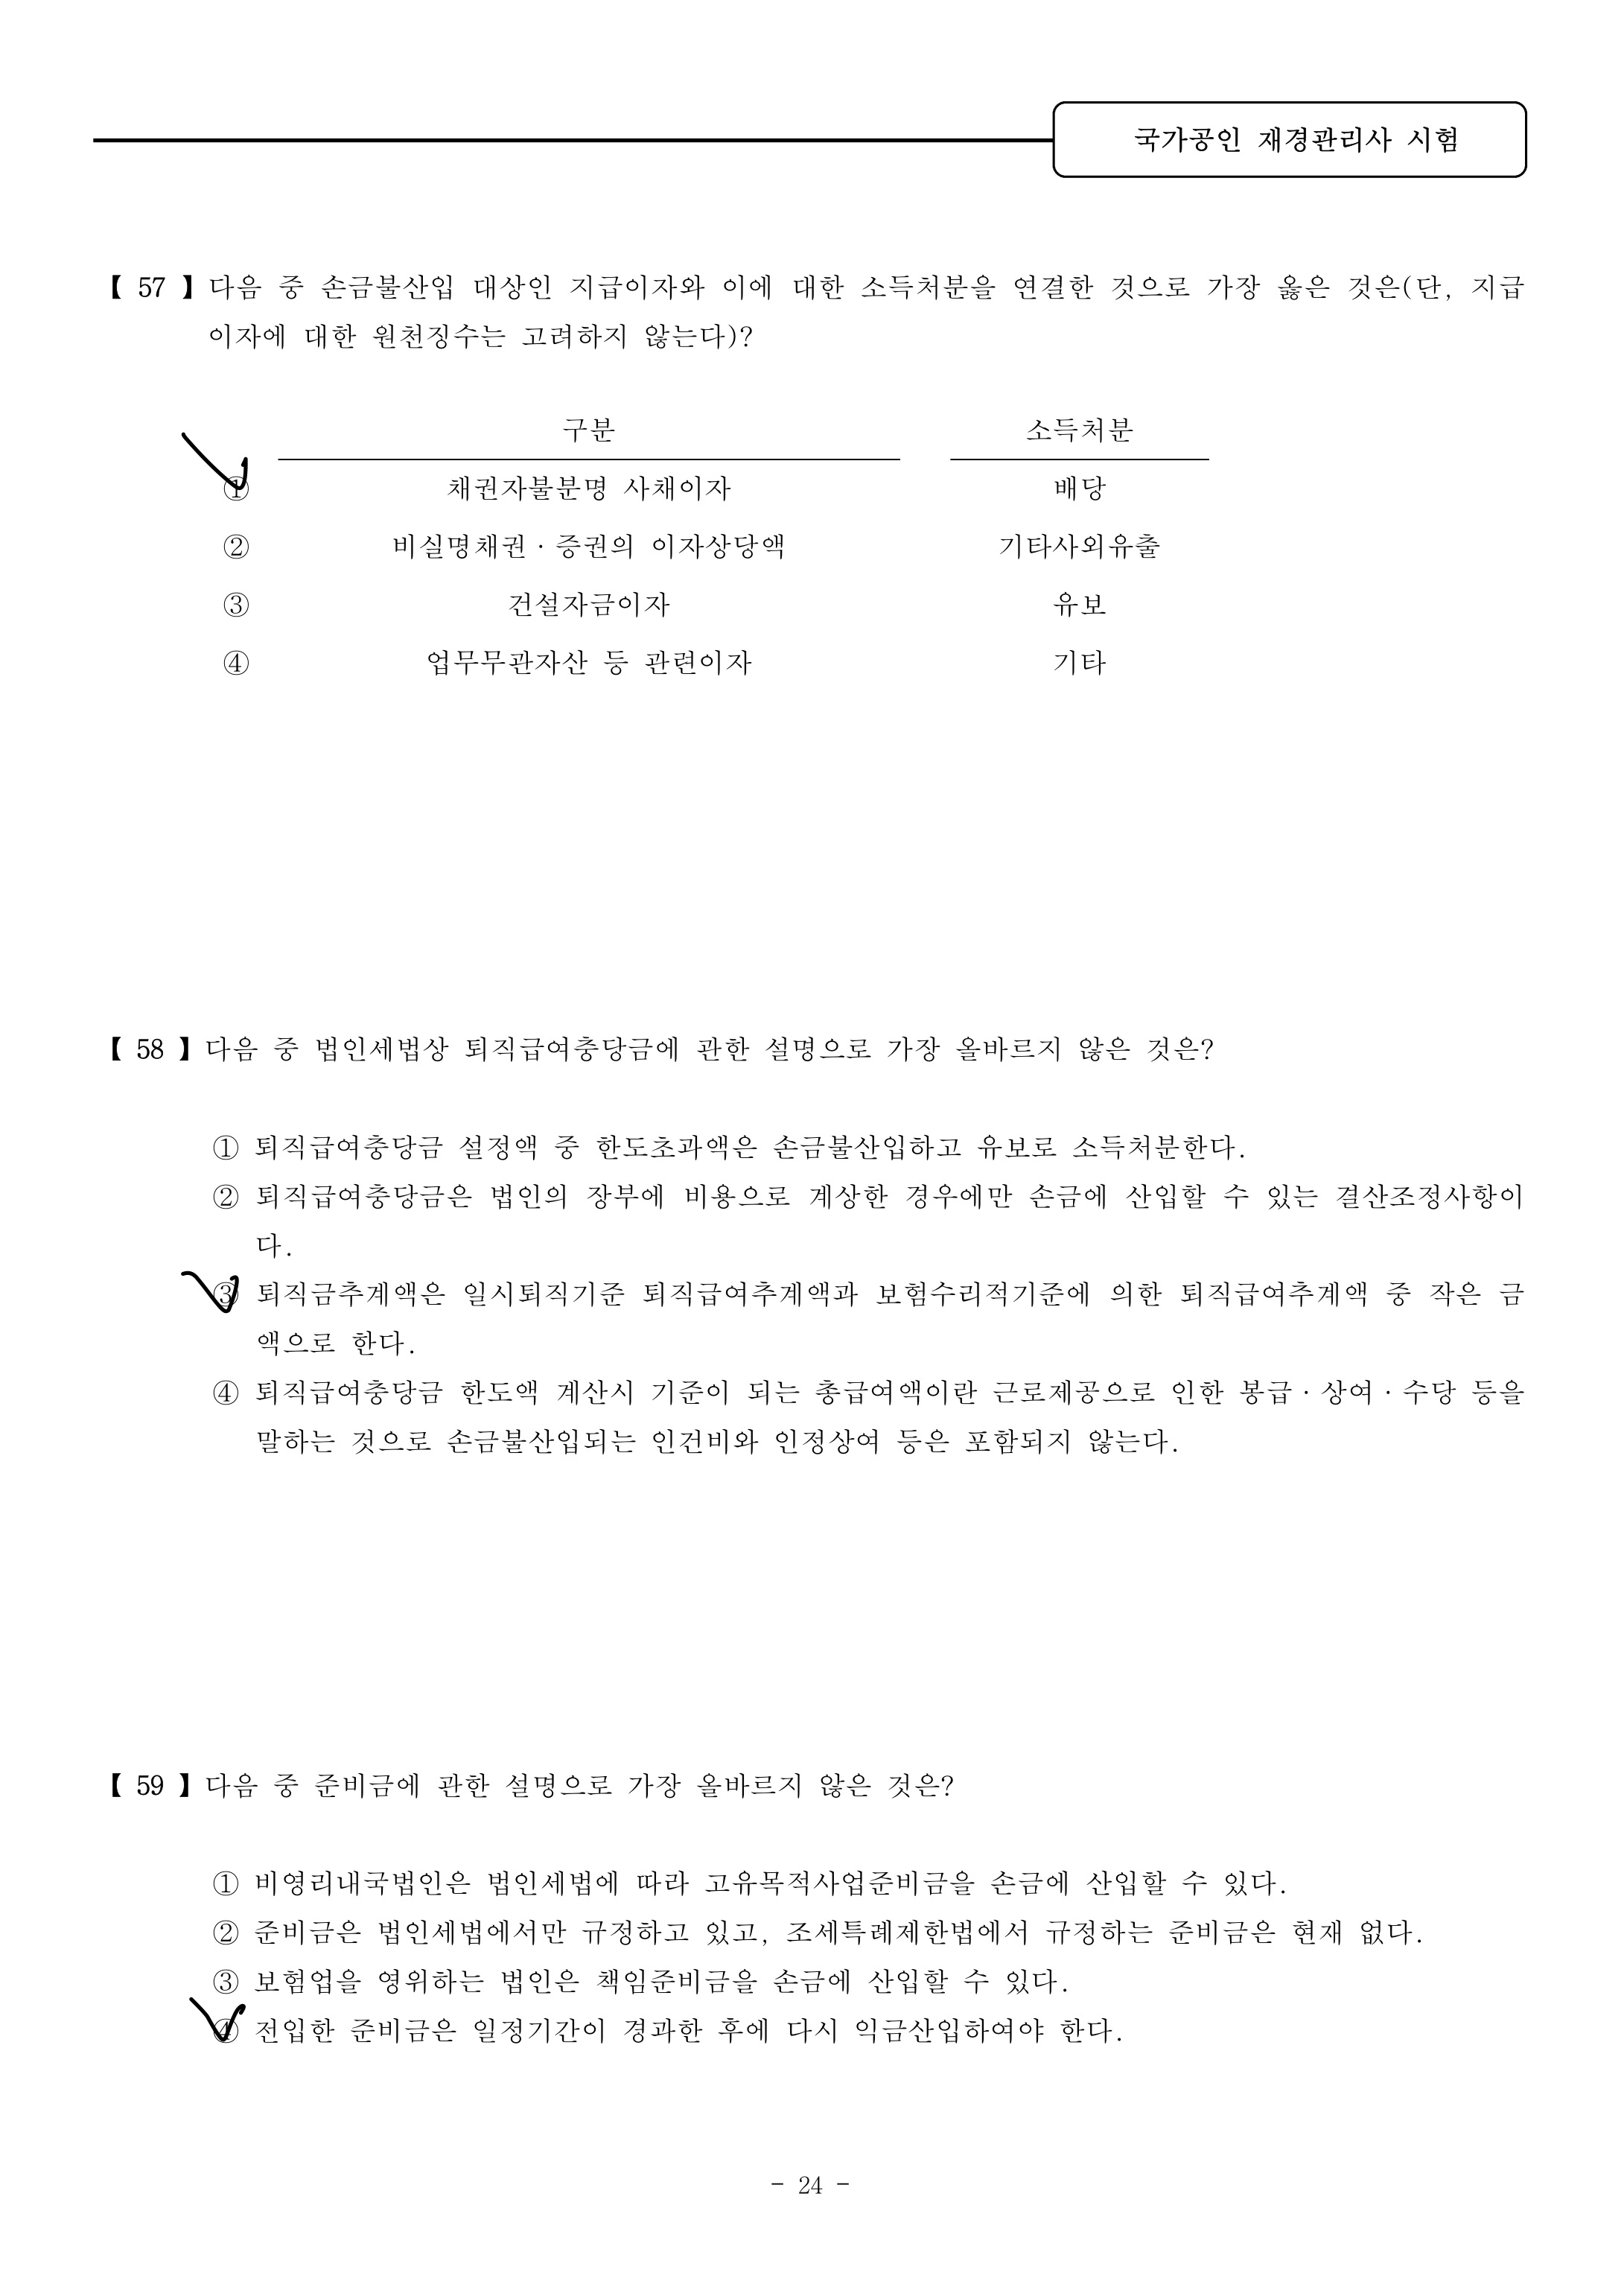 국가공인 재경관리사 시험
【 57 】 다음 중 손금불산입 대상인 지급이자와 이에 대한 소득처분을 연결한 것으로 가장 옳은 것은(단, 지급
이자에 대한 원천징수는 고려하지 않는다)?
구분 소득처분
① 채권자불분명 사채이자 배당
② 비실명채권·증권의 이자상당액 기타사외유출
③ 건설자금이자 유보
④ 업무무관자산 등 관련이자 기타
【 58 】 다음 중 법인세법상 퇴직급여충당금에 관한 설명으로 가장 올바르지 않은 것은?
① 퇴직급여충당금 설정액 중 한도초과액은 손금불산입하고 유보로 소득처분한다.
② 퇴직급여충당금은 법인의 장부에 비용으로 계상한 경우에만 손금에 산입할 수 있는 결산조정사항이
다.
③ 퇴직금추계액은 일시퇴직기준 퇴직급여추계액과 보험수리적기준에 의한 퇴직급여추계액 중 작은 금
액으로 한다.
④ 퇴직급여충당금 한도액 계산시 기준이 되는 총급여액이란 근로제공으로 인한 봉급·상여·수당 등을
말하는 것으로 손금불산입되는 인건비와 인정상여 등은 포함되지 않는다.
【 59 】 다음 중 준비금에 관한 설명으로 가장 올바르지 않은 것은?
① 비영리내국법인은 법인세법에 따라 고유목적사업준비금을 손금에 산입할 수 있다.
② 준비금은 법인세법에서만 규정하고 있고, 조세특례제한법에서 규정하는 준비금은 현재 없다.
③ 보험업을 영위하는 법인은 책임준비금을 손금에 산입할 수 있다.
④ 전입한 준비금은 일정기간이 경과한 후에 다시 익금산입하여야 한다.
- 24 -